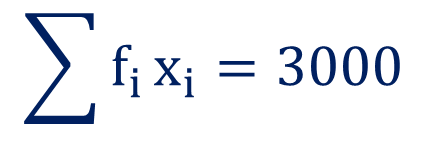 ∑ fᵢ xᵢ = 3000